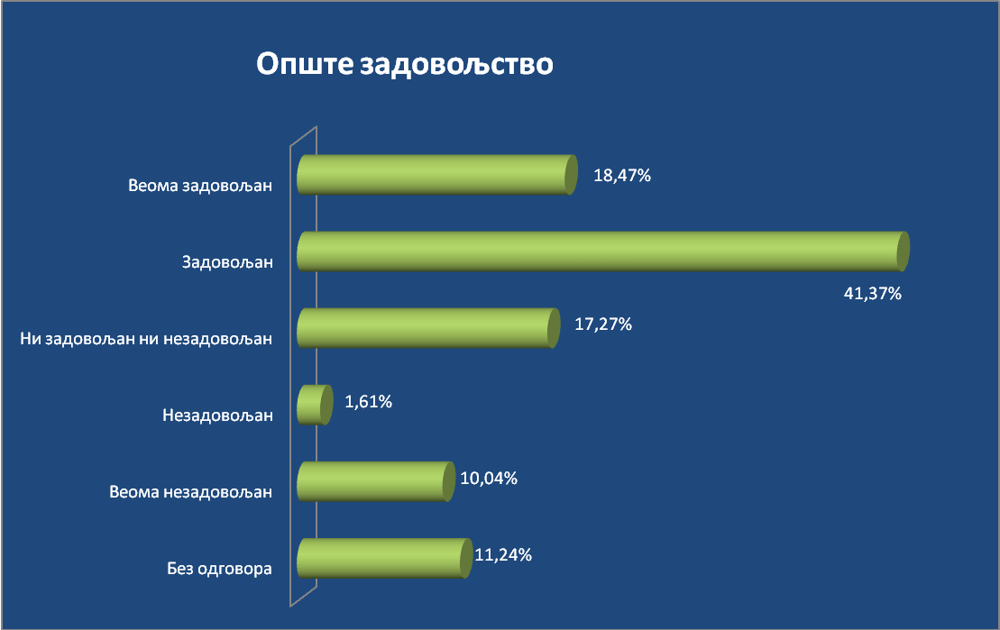 Опште задовољство
Веома задовољан
18,47%
Задовољан
41,37%
Ни задовољан ни незадовољан
17,27%
Незадовољан
1,61%
Веома незадовољан
10,04%
Без одговора
11,24%